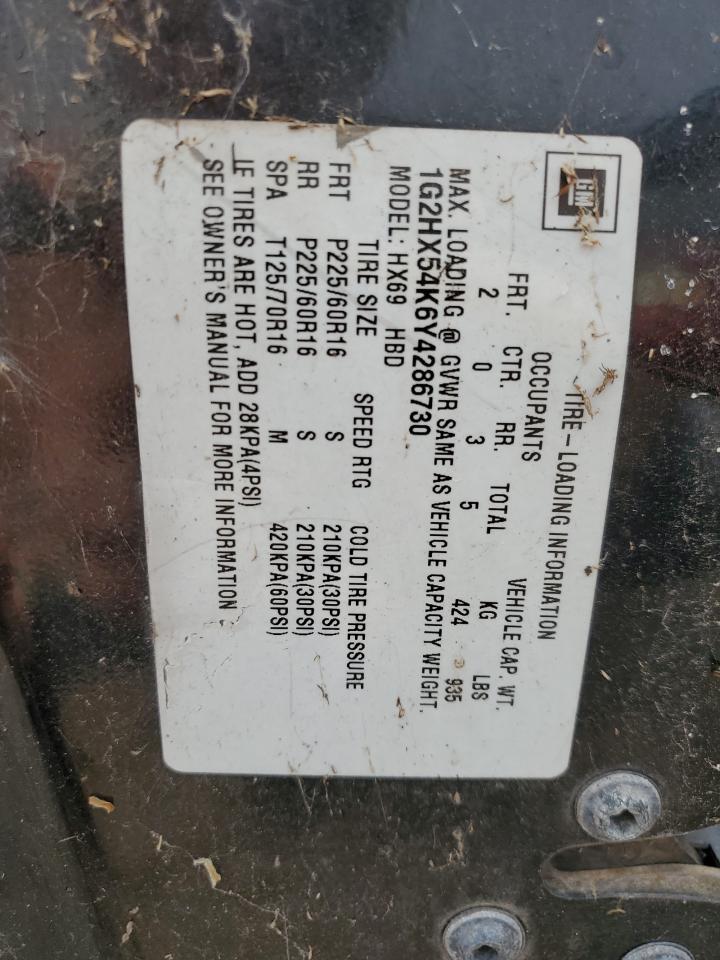 GM
TIRE-LOADING INFORMATION
OCCUPANTS VEHICLE CAP. WT.
FRT. CTR. RR. TOTAL KG LBS
2 0 3 5 424 935
MAX. LOADING @ GVWR SAME AS VEHICLE CAPACITY WEIGHT.
1G2HX54K6Y4286730
MODEL: HX69 HBD
TIRE SIZE SPEED RTG COLD TIRE PRESSURE
FRT P225/60R16 S 210KPA(30PSI)
RR P225/60R16 S 210KPA(30PSI)
SPA T125/70R16 M 420KPA(60PSI)
IF TIRES ARE HOT, ADD 28KPA(4PSI)
SEE OWNER'S MANUAL FOR MORE INFORMATION